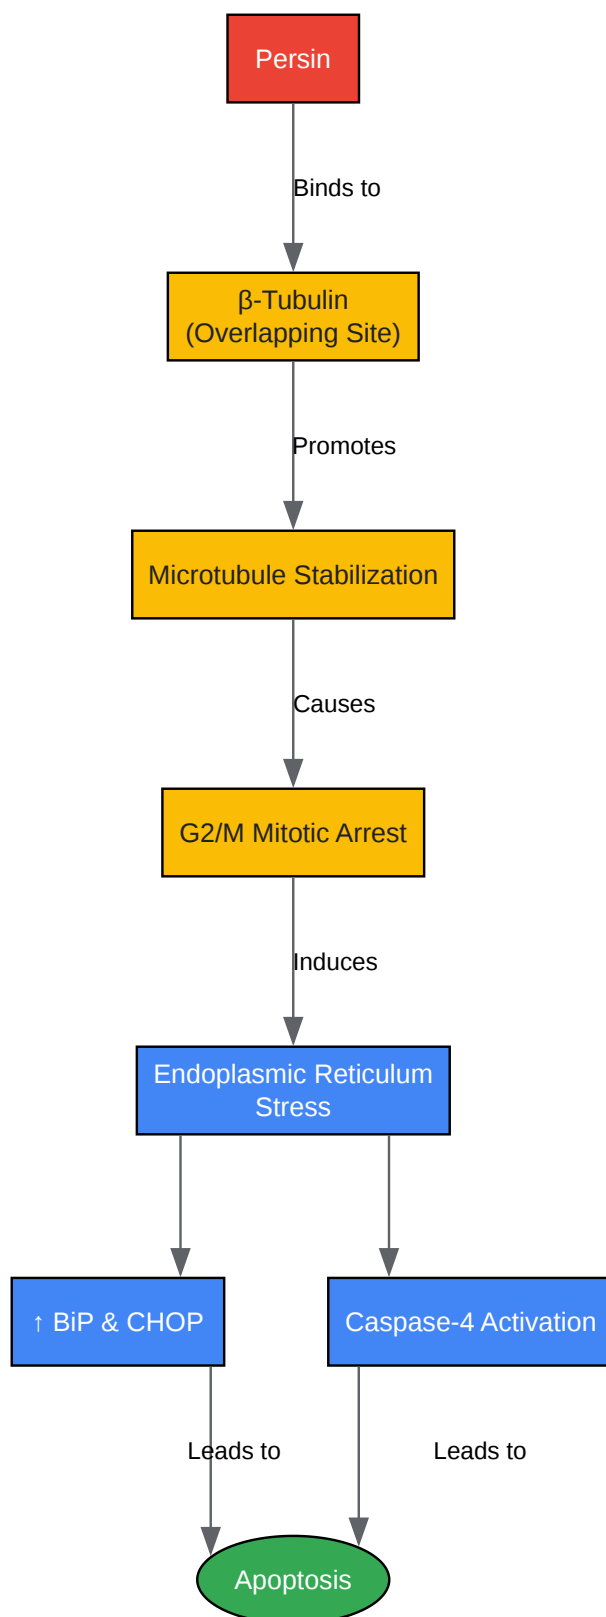 Persin
Binds to
β-Tubulin
(Overlapping Site)
Promotes
Microtubule Stabilization
Causes
G2/M Mitotic Arrest
Induces
Endoplasmic Reticulum
Stress
↑ BiP & CHOP
Caspase-4 Activation
Leads to
Leads to
Apoptosis